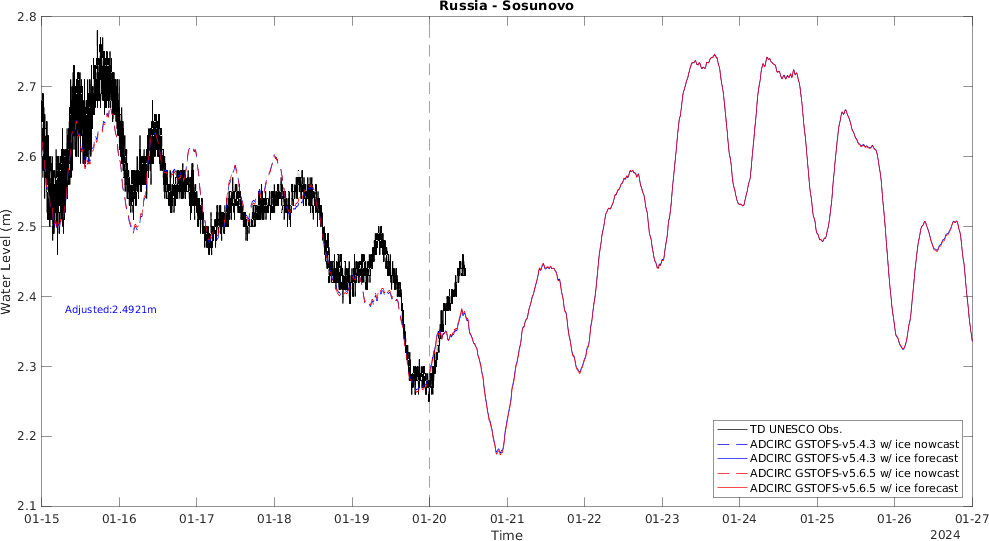 Russia - Sosunovo
2.8
2.7
2.6
2.5
2.4
2.3
2.2
2.1
Water Level (m)
Adjusted:2.4921m
TD UNESCO Obs.
ADCIRC GSTOFS-v5.4.3 w/ ice nowcast
ADCIRC GSTOFS-v5.4.3 w/ ice forecast
ADCIRC GSTOFS-v5.6.5 w/ ice nowcast
ADCIRC GSTOFS-v5.6.5 w/ ice forecast
01-15 01-16 01-17 01-18 01-19 01-20 01-21 01-22 01-23 01-24 01-25 01-26 01-27
Time
2024